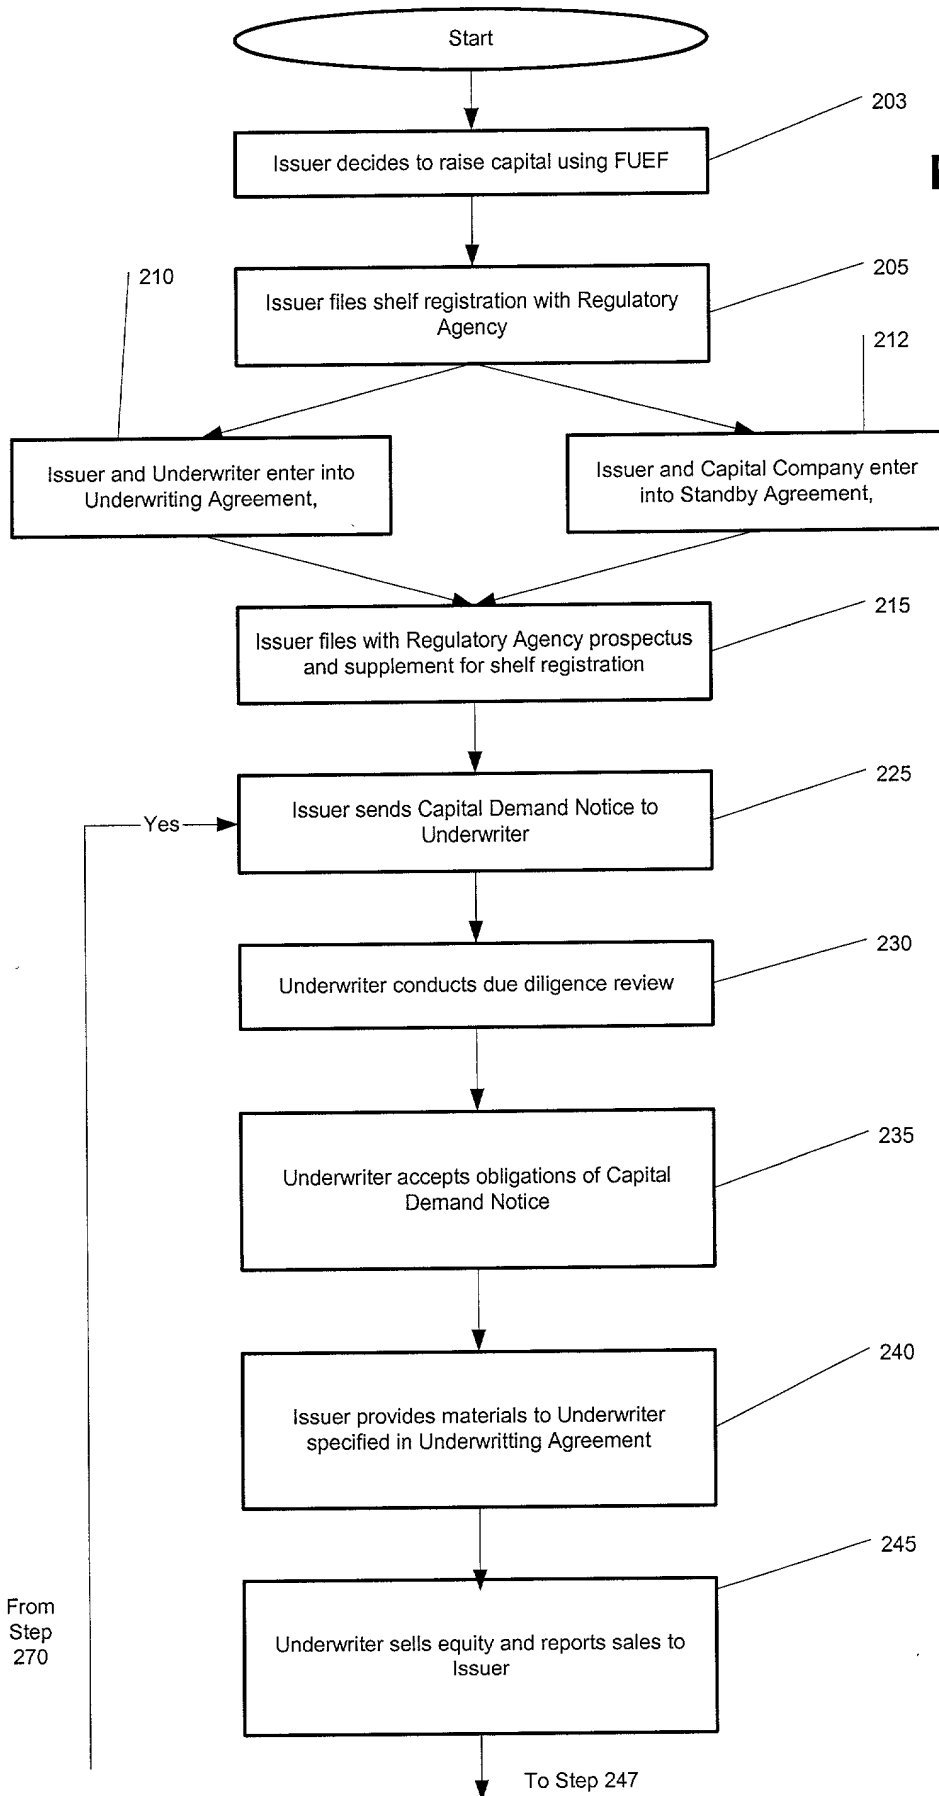 Start
203
Issuer decides to raise capital using FUEF
205
210
Issuer files shelf registration with Regulatory
Agency
212
Issuer and Underwriter enter into
Underwriting Agreement,
Issuer and Capital Company enter
into Standby Agreement,
215
Issuer files with Regulatory Agency prospectus
and supplement for shelf registration
225
Issuer sends Capital Demand Notice to
Underwriter
Yes
230
Underwriter conducts due diligence review
235
Underwriter accepts obligations of Capital
Demand Notice
240
Issuer provides materials to Underwriter
specified in Underwritting Agreement
245
From
Step
270
Underwriter sells equity and reports sales to
Issuer
To Step 247